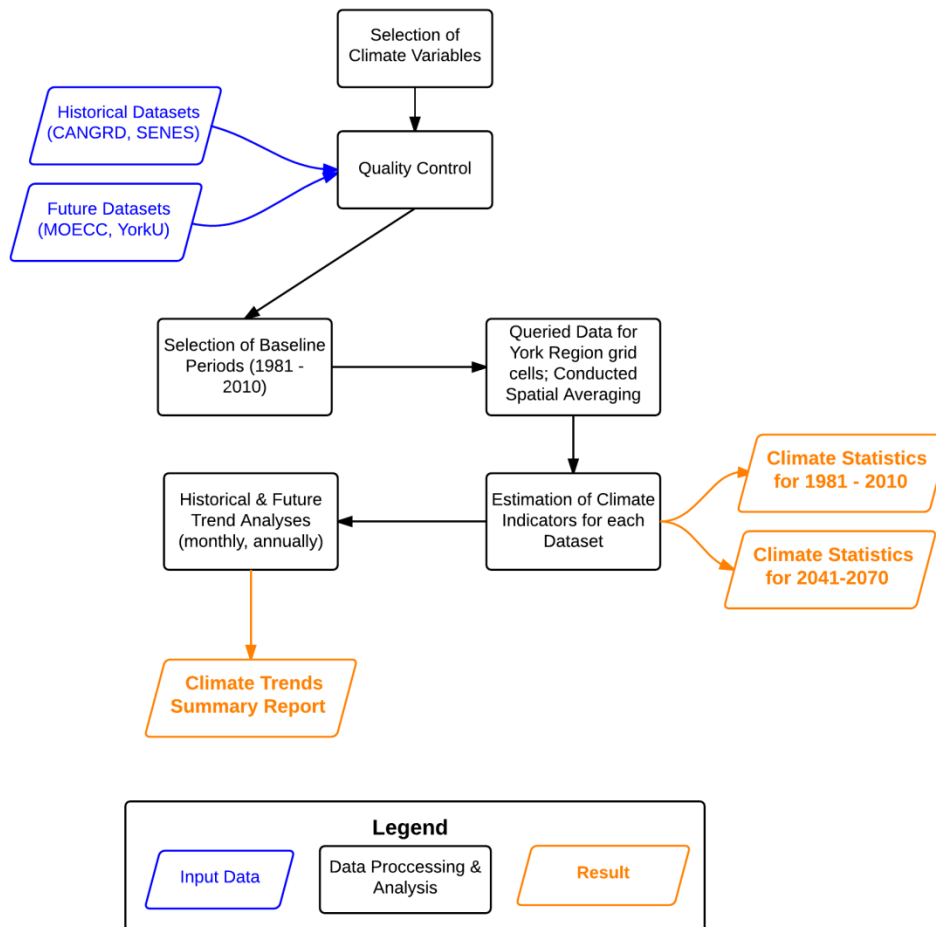 Selection of
Climate Variables
Historical Datasets
(CANGRD, SENES)
Quality Control
Future Datasets
(MOECC, YorkU)
Selection of Baseline
Periods (1981 -
2010)
Queried Data for
York Region grid
cells; Conducted
Spatial Averaging
Climate Statistics
for 1981 - 2010
Historical & Future
Trend Analyses
(monthly, annually)
Estimation of Climate
Indicators for each
Dataset
Climate Statistics
for 2041-2070
Climate Trends
Summary Report
Legend
Input Data
Data Proccessing &
Analysis
Result